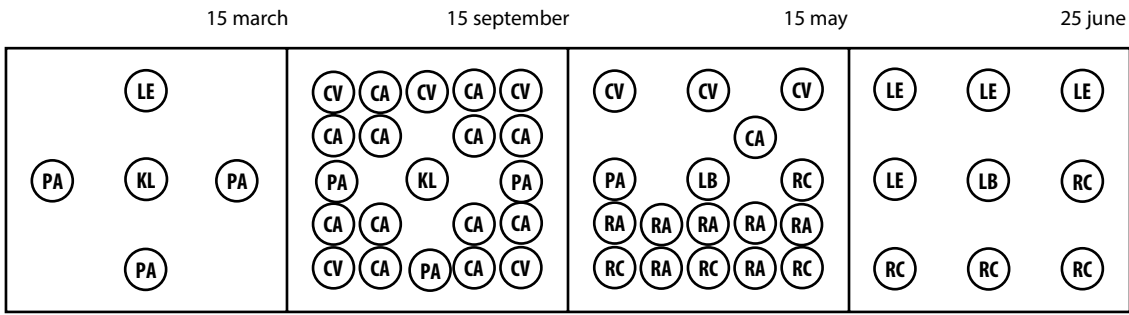 15 march 15 september 15 may 25 june
LE CV CA CV CA CV CV CV CV LE LE LE
CA CA CA CA CA
PA KL PA PA KL PA PA LB RC LE LB RC
CA CA CA CA RA RA RA RA RA
PA CV CA PA CA CV RC RA RC RA RC RC RC RC